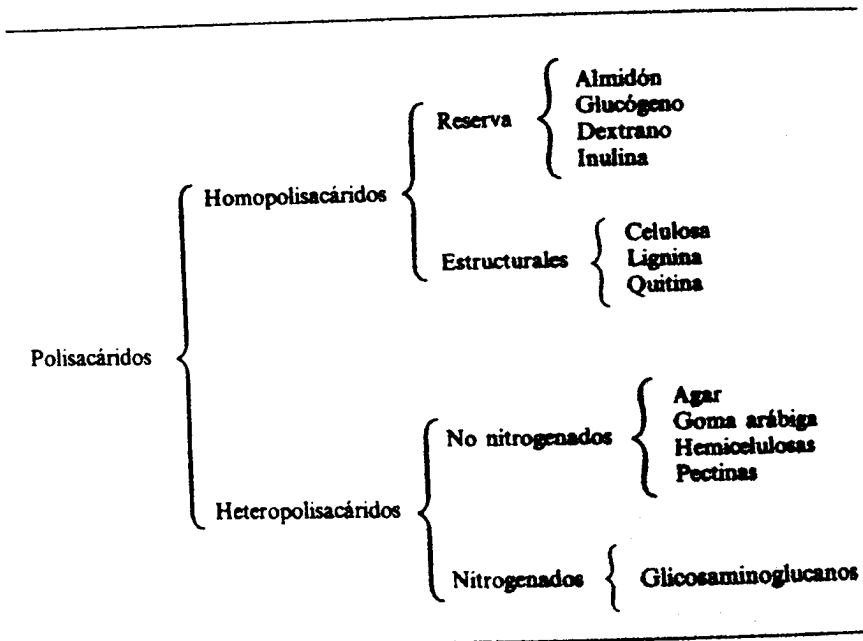 Polisacáridos
Homopolisacáridos
Reserva
Almidón
Glucógeno
Dextrano
Inulina
Estructurales
Celulosa
Lignina
Quitina
Heteropolisacáridos
No nitrogenados
Agar
Goma arábiga
Hemicelulosas
Pectinas
Nitrogenados
Glicosaminoglucanos